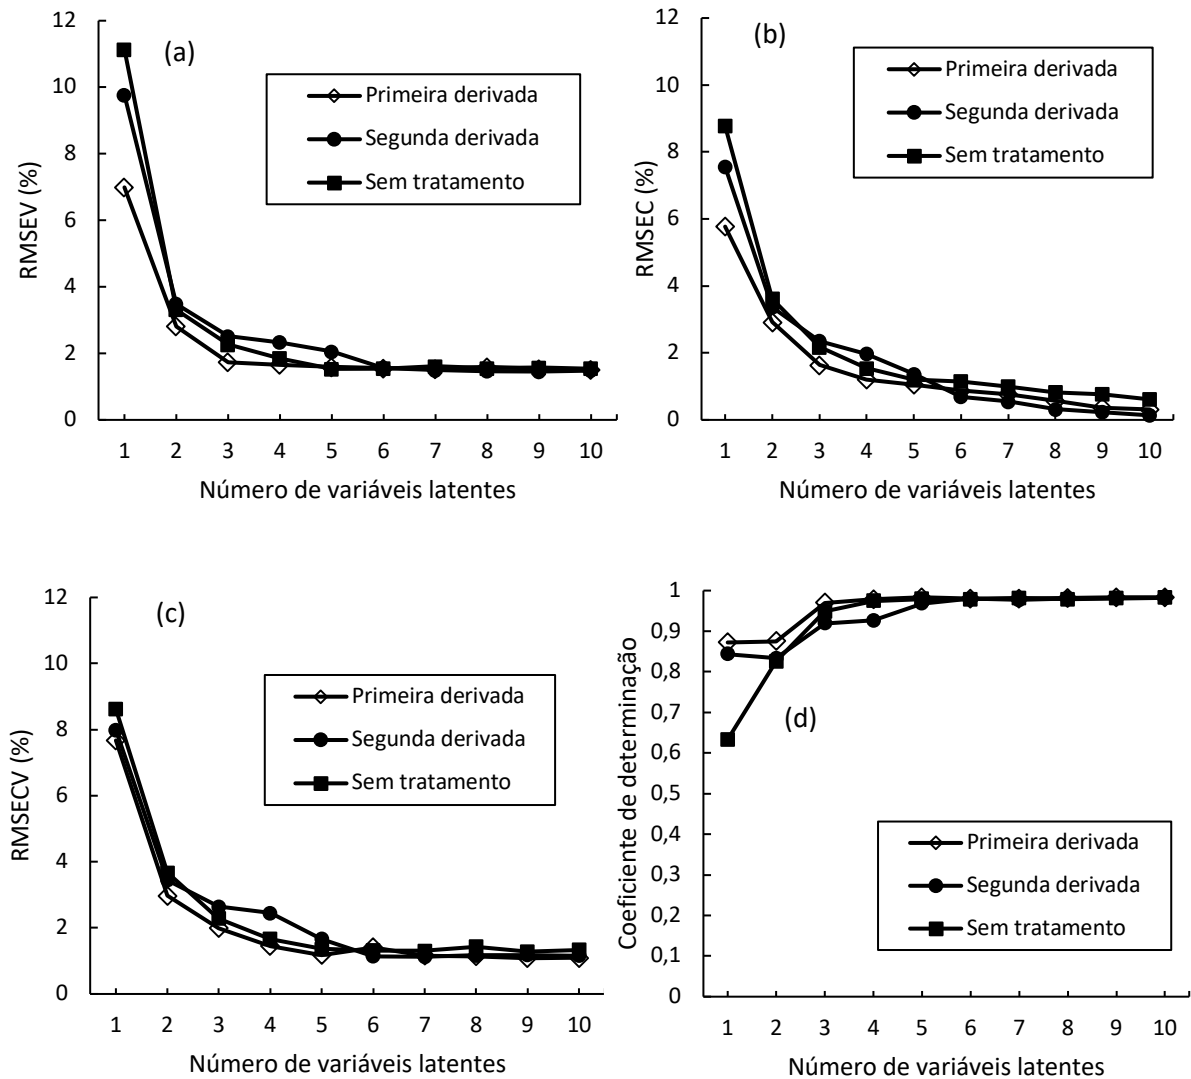 (a)
RMSEV (%)
12
10
8
6
4
2
0
Primeira derivada
Segunda derivada
Sem tratamento
1 2 3 4 5 6 7 8 9 10
Número de variáveis latentes
(b)
RMSEC (%)
12
10
8
6
4
2
0
Primeira derivada
Segunda derivada
Sem tratamento
1 2 3 4 5 6 7 8 9 10
Número de variáveis latentes
(c)
RMSECV (%)
12
10
8
6
4
2
0
Primeira derivada
Segunda derivada
Sem tratamento
1 2 3 4 5 6 7 8 9 10
Número de variáveis latentes
(d)
Coeficiente de determinação
1
0,9
0,8
0,7
0,6
0,5
0,4
0,3
0,2
0,1
0
Primeira derivada
Segunda derivada
Sem tratamento
1 2 3 4 5 6 7 8 9 10
Número de variáveis latentes